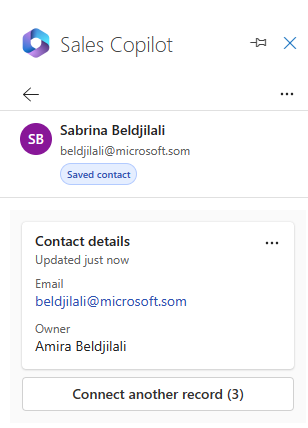 Sales Copilot
SB
Sabrina Beldjilali
beldjilali@microsoft.som
Saved contact
Contact details
Updated just now
Email
beldjilali@microsoft.som
Owner
Amira Beldjilali
Connect another record (3)